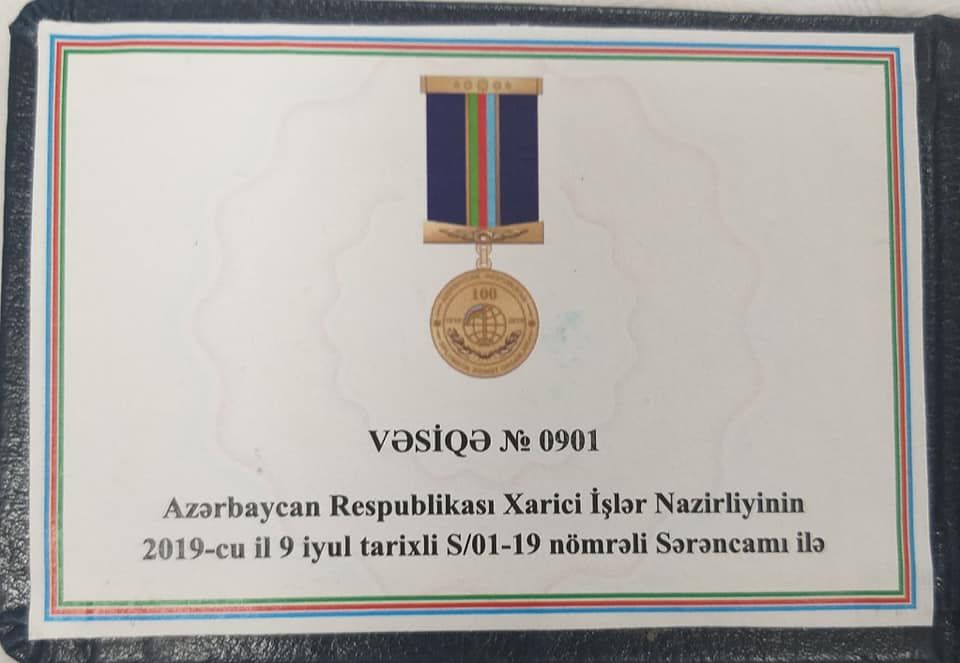 100
VƏSİQƏ № 0901
Azərbaycan Respublikası Xarici İşlər Nazirliyinin
2019-cu il 9 iyul tarixli S/01-19 nömrəli Sərəncamı ilə